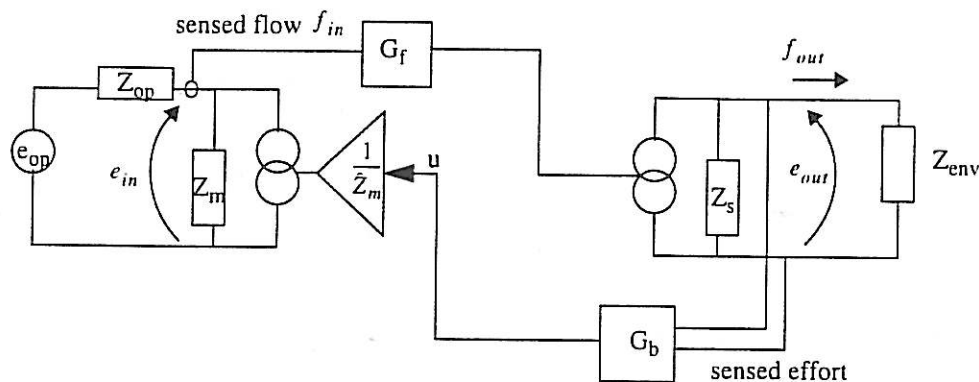 sensed flow f_in
G_f
f_out
Z_op
e_op
e_in
Z_m
1
Ẑ_m
u
Z_s
e_out
Z_env
G_b
sensed effort